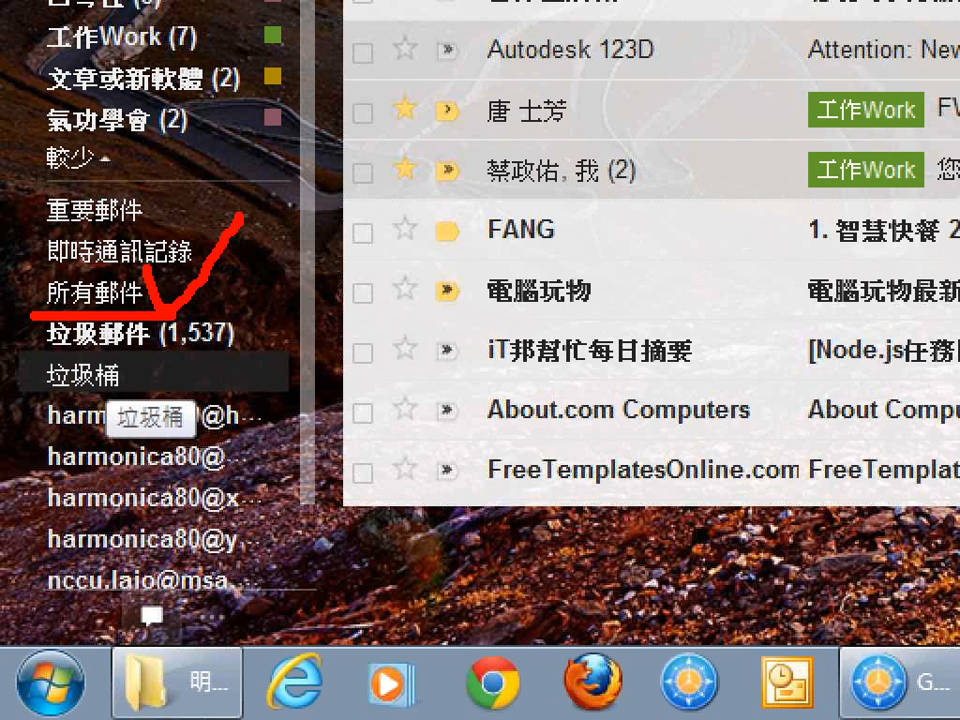 工作Work (7)
文章或新軟體 (2)
氣功學會 (2)
較少
重要郵件
即時通訊記錄
所有郵件
垃圾郵件 (1,537)
垃圾桶
垃圾桶
harm @h...
harmonica80@...
harmonica80@x...
harmonica80@y...
nccu.laio@msa...
Autodesk 123D Attention: New
唐 士芳 工作Work FW
蔡政佑, 我 (2) 工作Work 您
FANG 1. 智慧快餐 2
電腦玩物 電腦玩物最新
iT邦幫忙每日摘要 [Node.js任務
About.com Computers About Compu
FreeTemplatesOnline.com FreeTemplat
明... G...